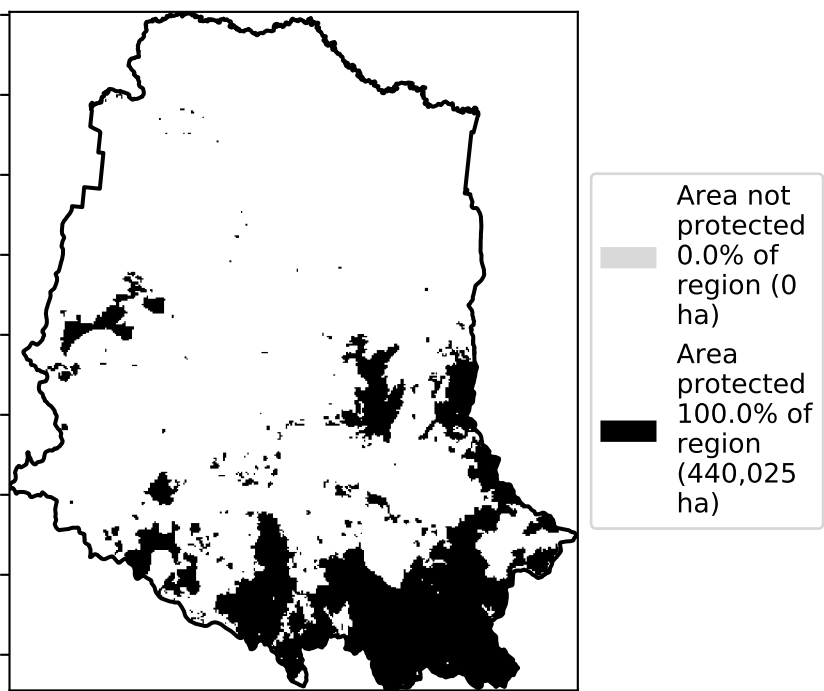 Area not
protected
0.0% of
region (0
ha)
Area
protected
100.0% of
region
(440,025
ha)